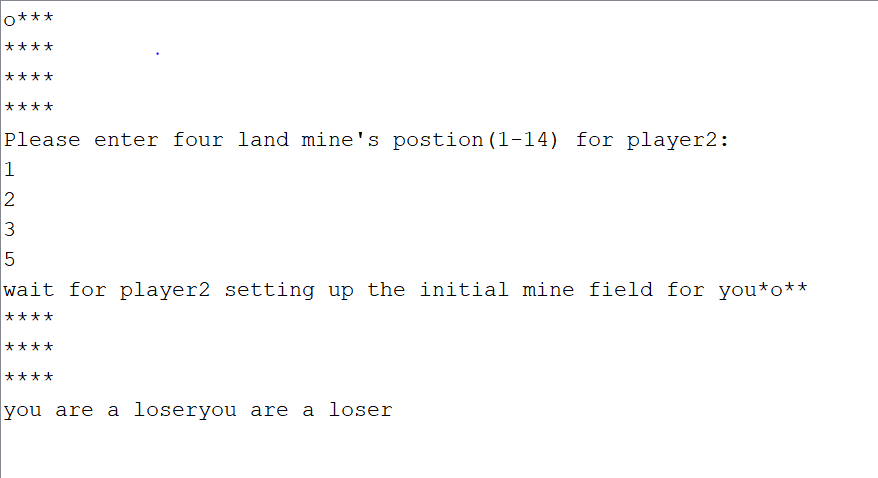 o***
****
****
****
Please enter four land mine's postion(1-14) for player2:
1
2
3
5
wait for player2 setting up the initial mine field for you*o**
****
****
****
you are a loseryou are a loser